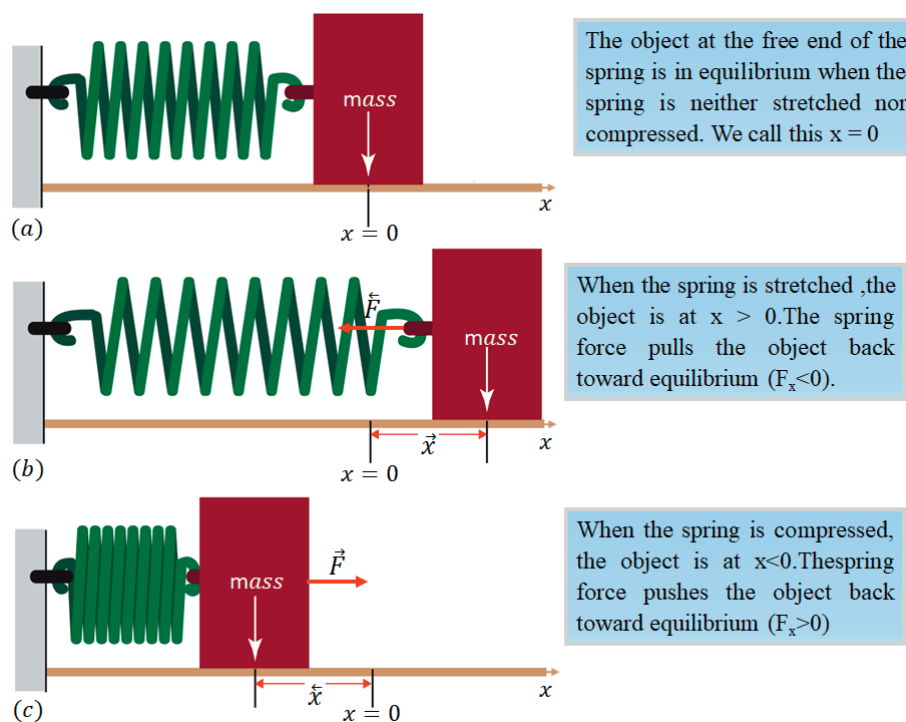 mass
The object at the free end of the
spring is in equilibrium when the
spring is neither stretched nor
compressed. We call this x = 0
x
(a)
x = 0
When the spring is stretched ,the
object is at x > 0.The spring
force pulls the object back
toward equilibrium (Fₓ<0).
F⃖
mass
x
x⃗
(b)
x = 0
When the spring is compressed,
the object is at x<0.Thespring
force pushes the object back
toward equilibrium (Fₓ>0)
F⃗
mass
x
x⃖
(c)
x = 0